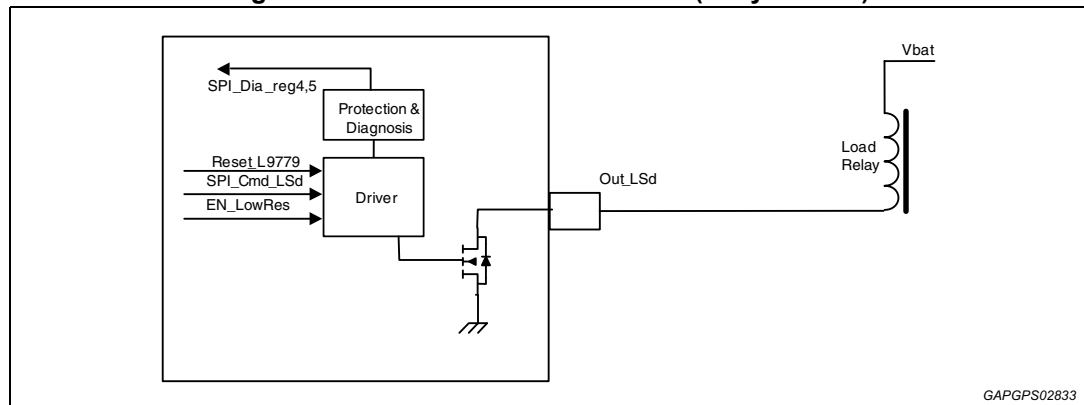 Vbat
SPI_Dia_reg4,5
Protection &
Diagnosis
Load
Relay
Reset_L9779
SPI_Cmd_LSd
EN_LowRes
Driver
Out_LSd
GAPGPS02833